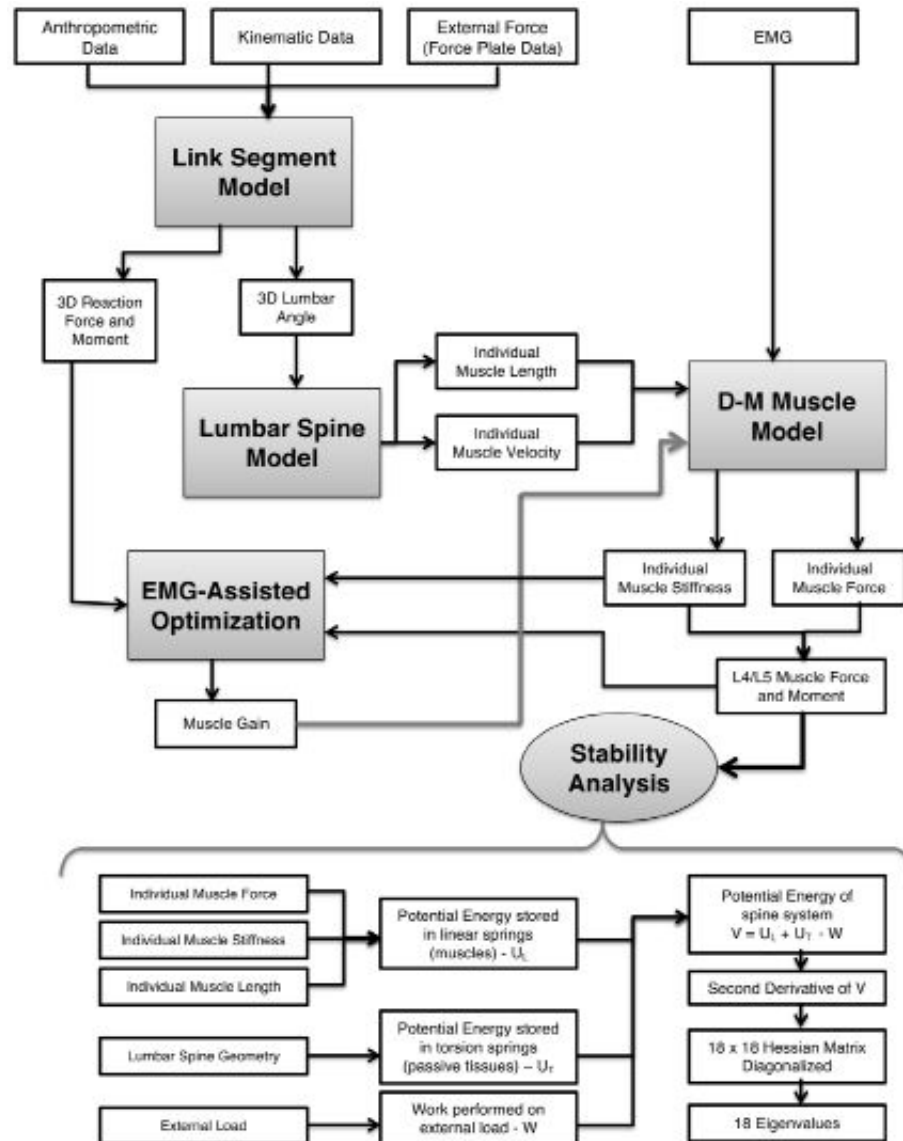 Anthropometric
Data
Kinematic Data
External Force
(Force Plate Data)
EMG
Link Segment
Model
3D Reaction
Force and
Moment
3D Lumbar
Angle
Individual
Muscle Length
Individual
Muscle Velocity
Lumbar Spine
Model
D-M Muscle
Model
EMG-Assisted
Optimization
Individual
Muscle Stiffness
Individual
Muscle Force
L4/L5 Muscle Force
and Moment
Muscle Gain
Stability
Analysis
Individual Muscle Force
Individual Muscle Stiffness
Individual Muscle Length
Potential Energy stored
in linear springs
(muscles) - U_L
Potential Energy of
spine system
V = U_L + U_T - W
Second Derivative of V
Lumbar Spine Geometry
Potential Energy stored
in torsion springs
(passive tissues) – U_T
18 x 18 Hessian Matrix
Diagonalized
External Load
Work performed on
external load - W
18 Eigenvalues